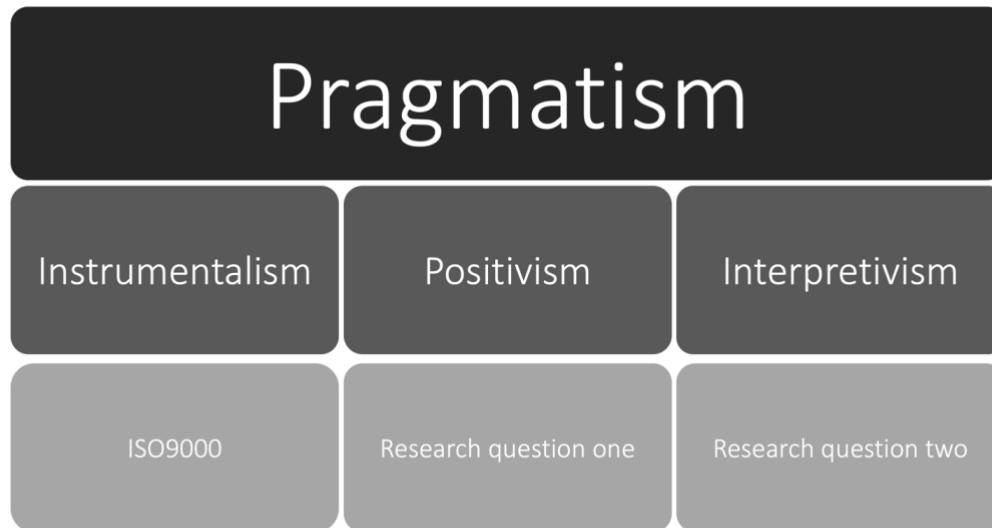 Pragmatism
Instrumentalism
Positivism
Interpretivism
ISO9000
Research question one
Research question two